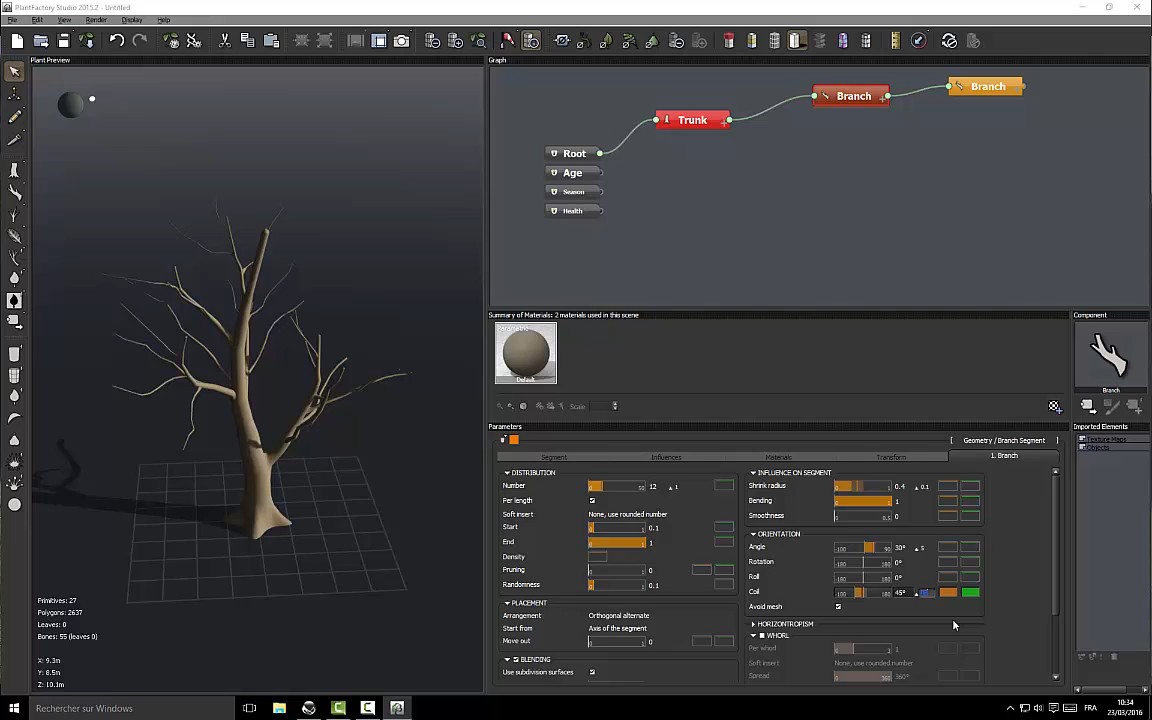 PlantFactory Studio 2015.2 - Untitled
File Edit View Render Display Help
Plant Preview
Graph
Branch
Branch
Trunk
Root
Age
Season
Health
Summary of Materials: 2 materials used in this scene
Component
Default
Branch
Scale
Parameters
Imported Elements
Geometry / Branch Segment
Texture Maps
Objects
Segment Influences Materials Transform 1. Branch
DISTRIBUTION
Number 0 50 12 1
Per length
Soft insert None, use rounded number
Start 0.1
End 1
Density
Pruning 0
Randomness 0.1
PLACEMENT
Arrangement Orthogonal alternate
Start from Axis of the segment
Move out 0
BLENDING
Use subdivision surfaces
INFLUENCE ON SEGMENT
Shrink radius 0.4 0.1
Bending 1
Smoothness 0.5 0
ORIENTATION
Angle -100 90 30° 5
Rotation -180 180 0°
Roll -180 180 0°
Coil -100 180 45°
Avoid mesh
HORIZONTROPISM
WHORL
Per whorl 1
Soft insert None, use rounded number
Spread 360 360°
Primitives: 27
Polygons: 2637
Leaves: 0
Bones: 55 (leaves 0)
X: 9.3m
Y: 8.5m
Z: 10.1m
Rechercher sur Windows
FRA
10:34
23/03/2016